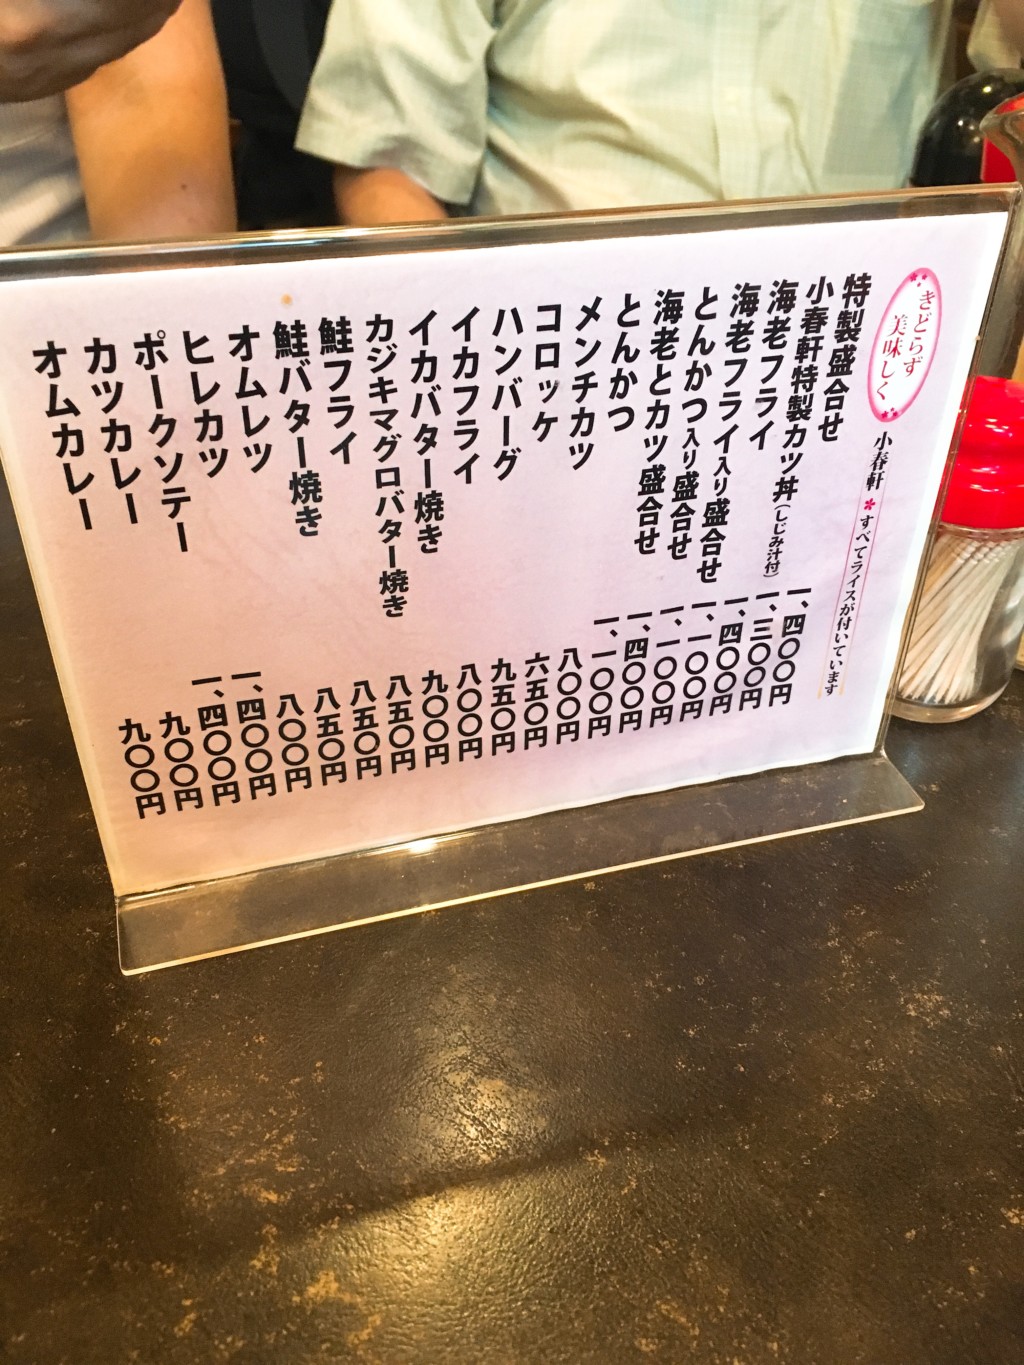 きどらず
美味しく
小春軒 すべてライスが付いています
特製盛合せ 一、四〇〇円
小春軒特製カツ丼(しじみ汁付) 一、三〇〇円
海老フライ 一、四〇〇円
海老フライ入り盛合せ 一、一〇〇円
とんかつ入り盛合せ 一、一〇〇円
海老とカツ盛合せ 一、四〇〇円
とんかつ 一、一〇〇円
メンチカツ 八〇〇円
コロッケ 六五〇円
ハンバーグ 九五〇円
イカフライ 八〇〇円
イカバター焼き 九〇〇円
カジキマグロバター焼き 八五〇円
鮭フライ 八五〇円
鮭バター焼き 八五〇円
オムレツ 八〇〇円
ヒレカツ 一、四〇〇円
ポークソテー 一、四〇〇円
カツカレー 九〇〇円
オムカレー 九〇〇円